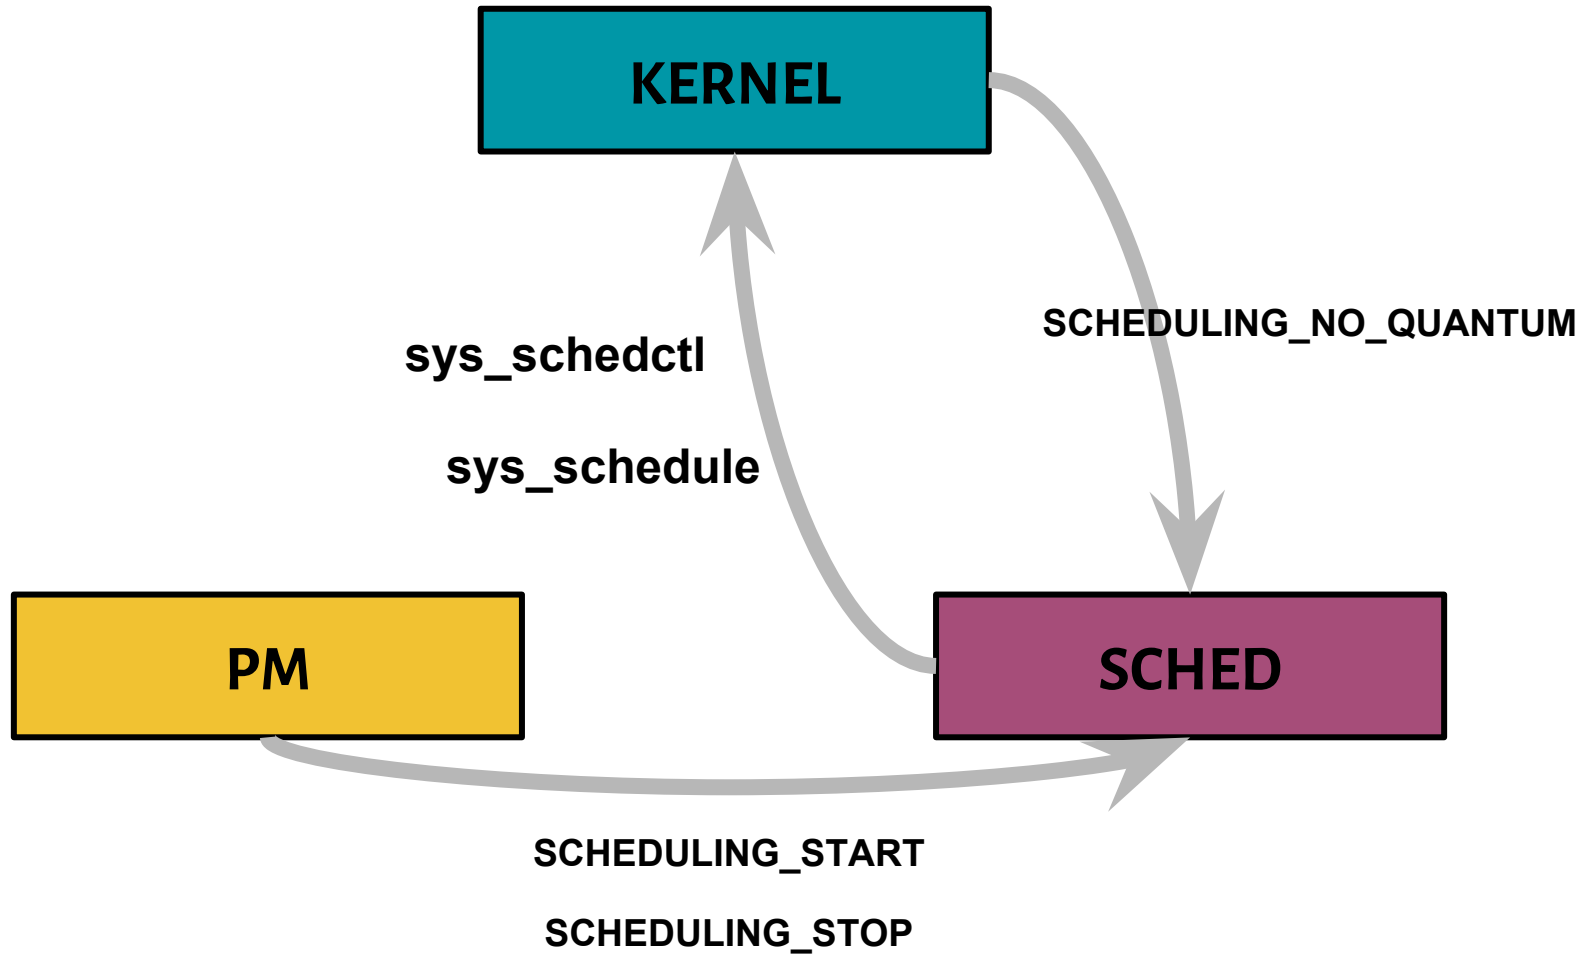 KERNEL
SCHEDULING_NO_QUANTUM
sys_schedctl
sys_schedule
PM
SCHED
SCHEDULING_START
SCHEDULING_STOP